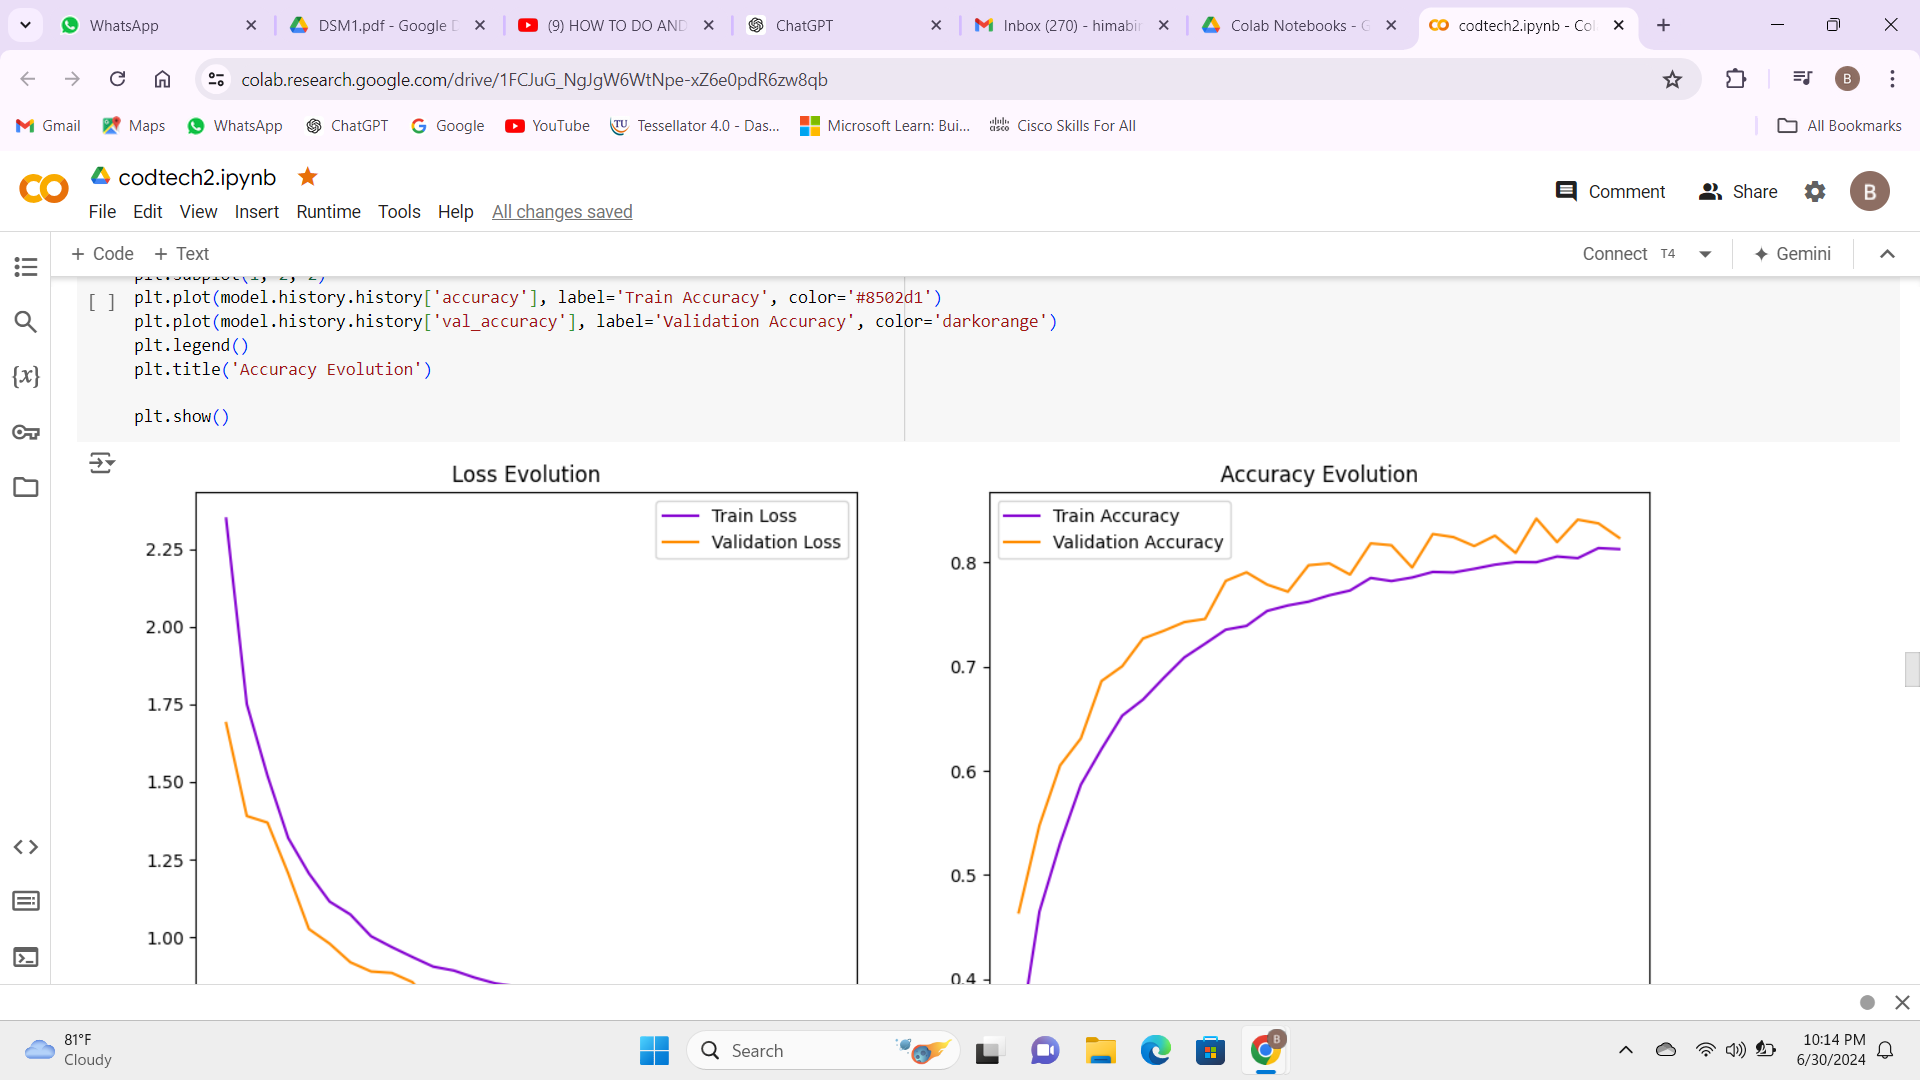 WhatsApp
DSM1.pdf - Google D
(9) HOW TO DO AND
ChatGPT
Inbox (270) - himabin
Colab Notebooks - G
codtech2.ipynb - Col
colab.research.google.com/drive/1FCJuG_NgJgW6WtNpe-xZ6e0pdR6zw8qb
B
Gmail
Maps
WhatsApp
ChatGPT
Google
YouTube
TU
Tessellator 4.0 - Das...
Microsoft Learn: Bui...
cisco
Cisco Skills For All
All Bookmarks
codtech2.ipynb
File Edit View Insert Runtime Tools Help All changes saved
Comment
Share
B
+ Code + Text
Connect T4
Gemini
plt.subplot(1, 2, 2)
[ ]
plt.plot(model.history.history['accuracy'], label='Train Accuracy', color='#8502d1')
plt.plot(model.history.history['val_accuracy'], label='Validation Accuracy', color='darkorange')
plt.legend()
plt.title('Accuracy Evolution')
plt.show()
{x}
Loss Evolution
Train Loss
Validation Loss
2.25
2.00
1.75
1.50
1.25
1.00
Accuracy Evolution
Train Accuracy
Validation Accuracy
0.8
0.7
0.6
0.5
0.4
81°F
Cloudy
Search
B
10:14 PM
6/30/2024